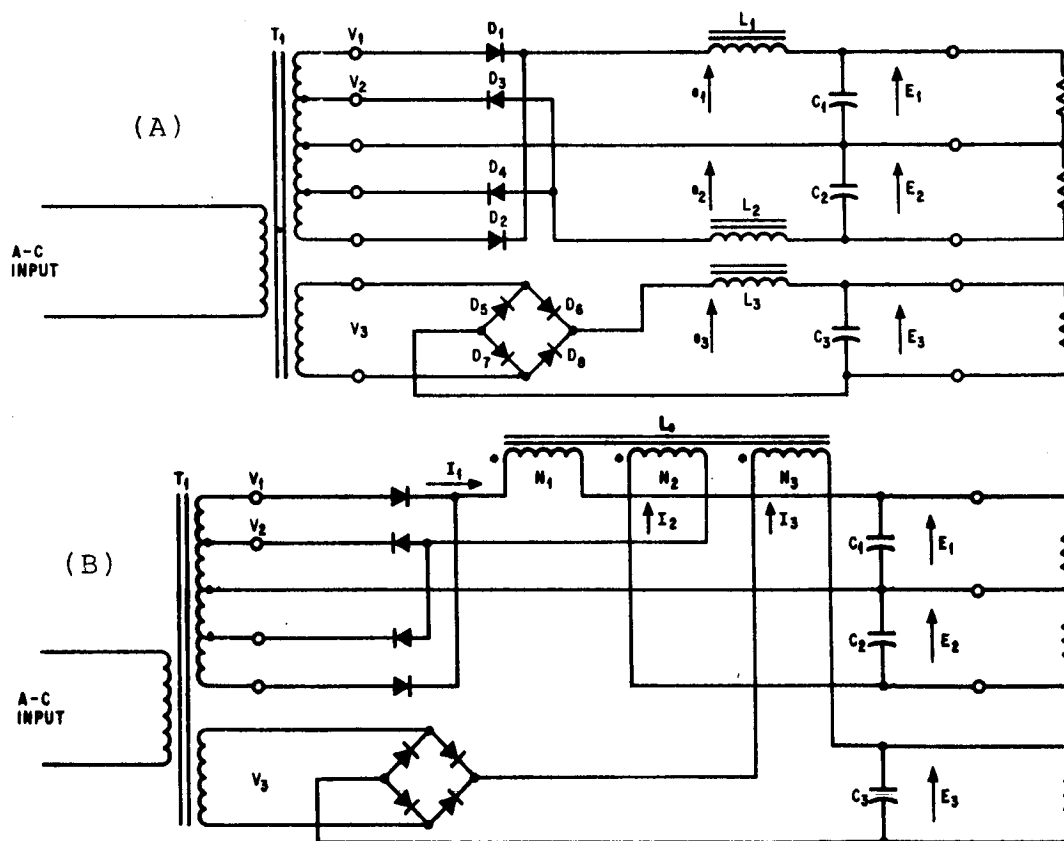 T1 V1 D1 L1
V2 D3
(A)
e1 C1 E1
D4
e2 C2 E2
D2 L2
A-C
INPUT
L3
D5 D6
V3 e3 C3 E3
D7 D8
L0
T1 V1 I1 N1 N2 N3
V2 I2 I3
(B) C1 E1
C2 E2
A-C
INPUT
V3 C3 E3